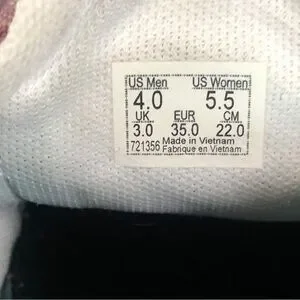 US Men US Women
4.0 5.5
UK EUR CM
3.0 35.0 22.0
721356 Made in Vietnam
Fabrique en Vietnam